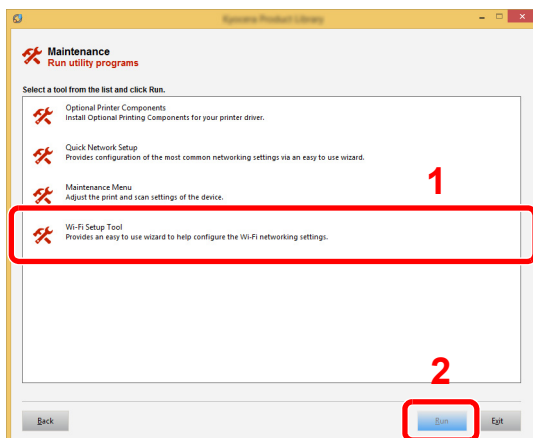 Kyocera Product Library
Maintenance
Run utility programs
Select a tool from the list and click Run.
Optional Printer Components
Install Optional Printing Components for your printer driver.
Quick Network Setup
Provides configuration of the most common networking settings via an easy to use wizard.
1
Maintenance Menu
Adjust the print and scan settings of the device.
Wi-Fi Setup Tool
Provides an easy to use wizard to help configure the Wi-Fi networking settings.
2
Back
Run
Exit